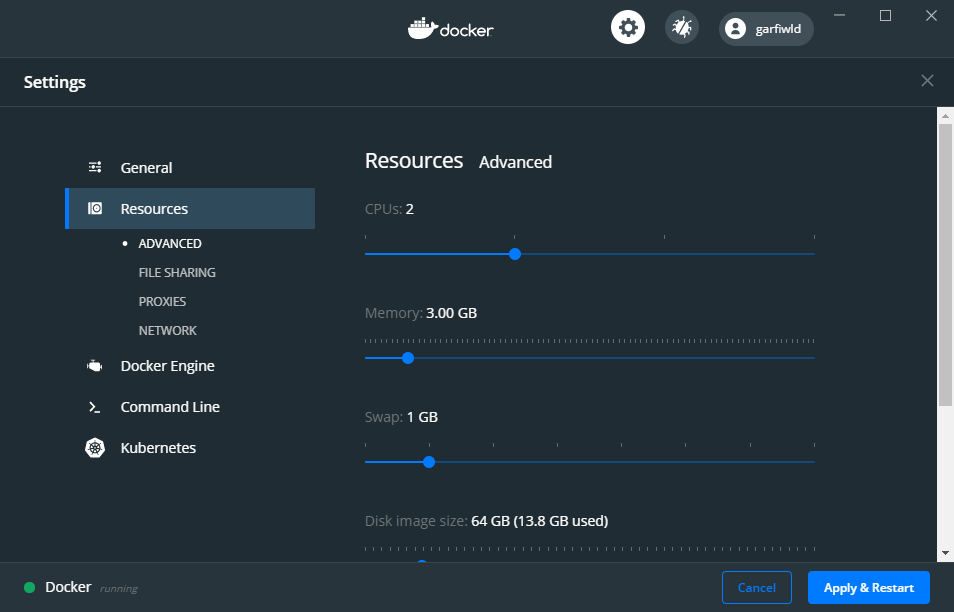 docker
garfiwld
Settings
General
Resources
ADVANCED
FILE SHARING
PROXIES
NETWORK
Docker Engine
Command Line
Kubernetes
Resources Advanced
CPUs: 2
Memory: 3.00 GB
Swap: 1 GB
Disk image size: 64 GB (13.8 GB used)
Docker running
Cancel
Apply & Restart